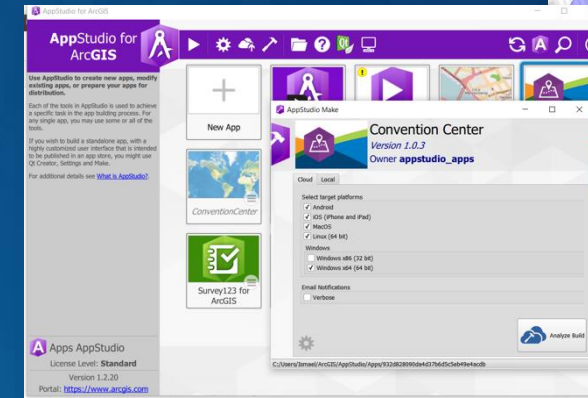 AppStudio for ArcGIS
AppStudio for
ArcGIS
Use AppStudio to create new apps, modify
existing apps, or prepare your apps for
distribution.
Each of the tools in AppStudio is used to achieve
a specific task in the app building process. For
any single app, you may use some or all of the
tools.
If you wish to build a standalone app, with a
highly customized user interface that is intended
to be published in an app store, you might use
Qt Creator, Settings and Make.
For additional details see What is AppStudio?.
New App
ConventionCenter
Survey123 for
ArcGIS
AppStudio Make
Convention Center
Version 1.0.3
Owner appstudio_apps
Cloud Local
Select target platforms
Android
iOS (iPhone and iPad)
MacOS
Linux (64 bit)
Windows
Windows x86 (32 bit)
Windows x64 (64 bit)
Email Notifications
Verbose
Analyze Build
Apps AppStudio
License Level: Standard
Version 1.2.20
Portal: https://www.arcgis.com